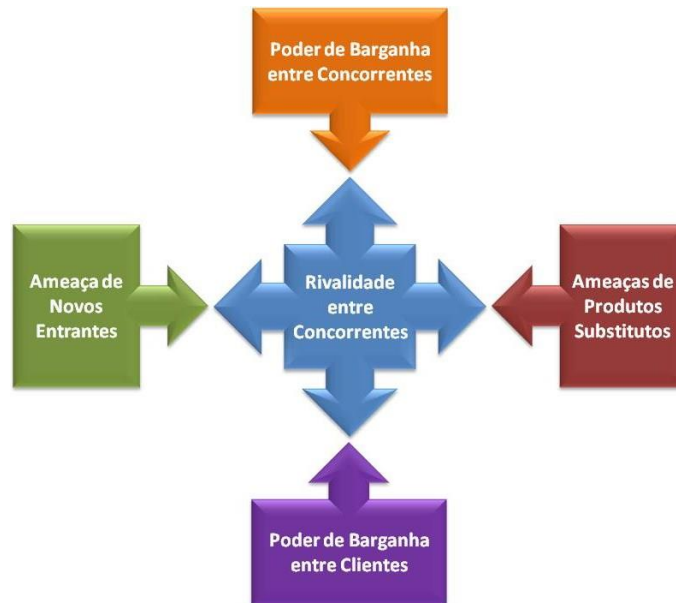 Poder de Barganha
entre Concorrentes
Ameaça de
Novos
Entrantes
Rivalidade
entre
Concorrentes
Ameaças de
Produtos
Substitutos
Poder de Barganha
entre Clientes